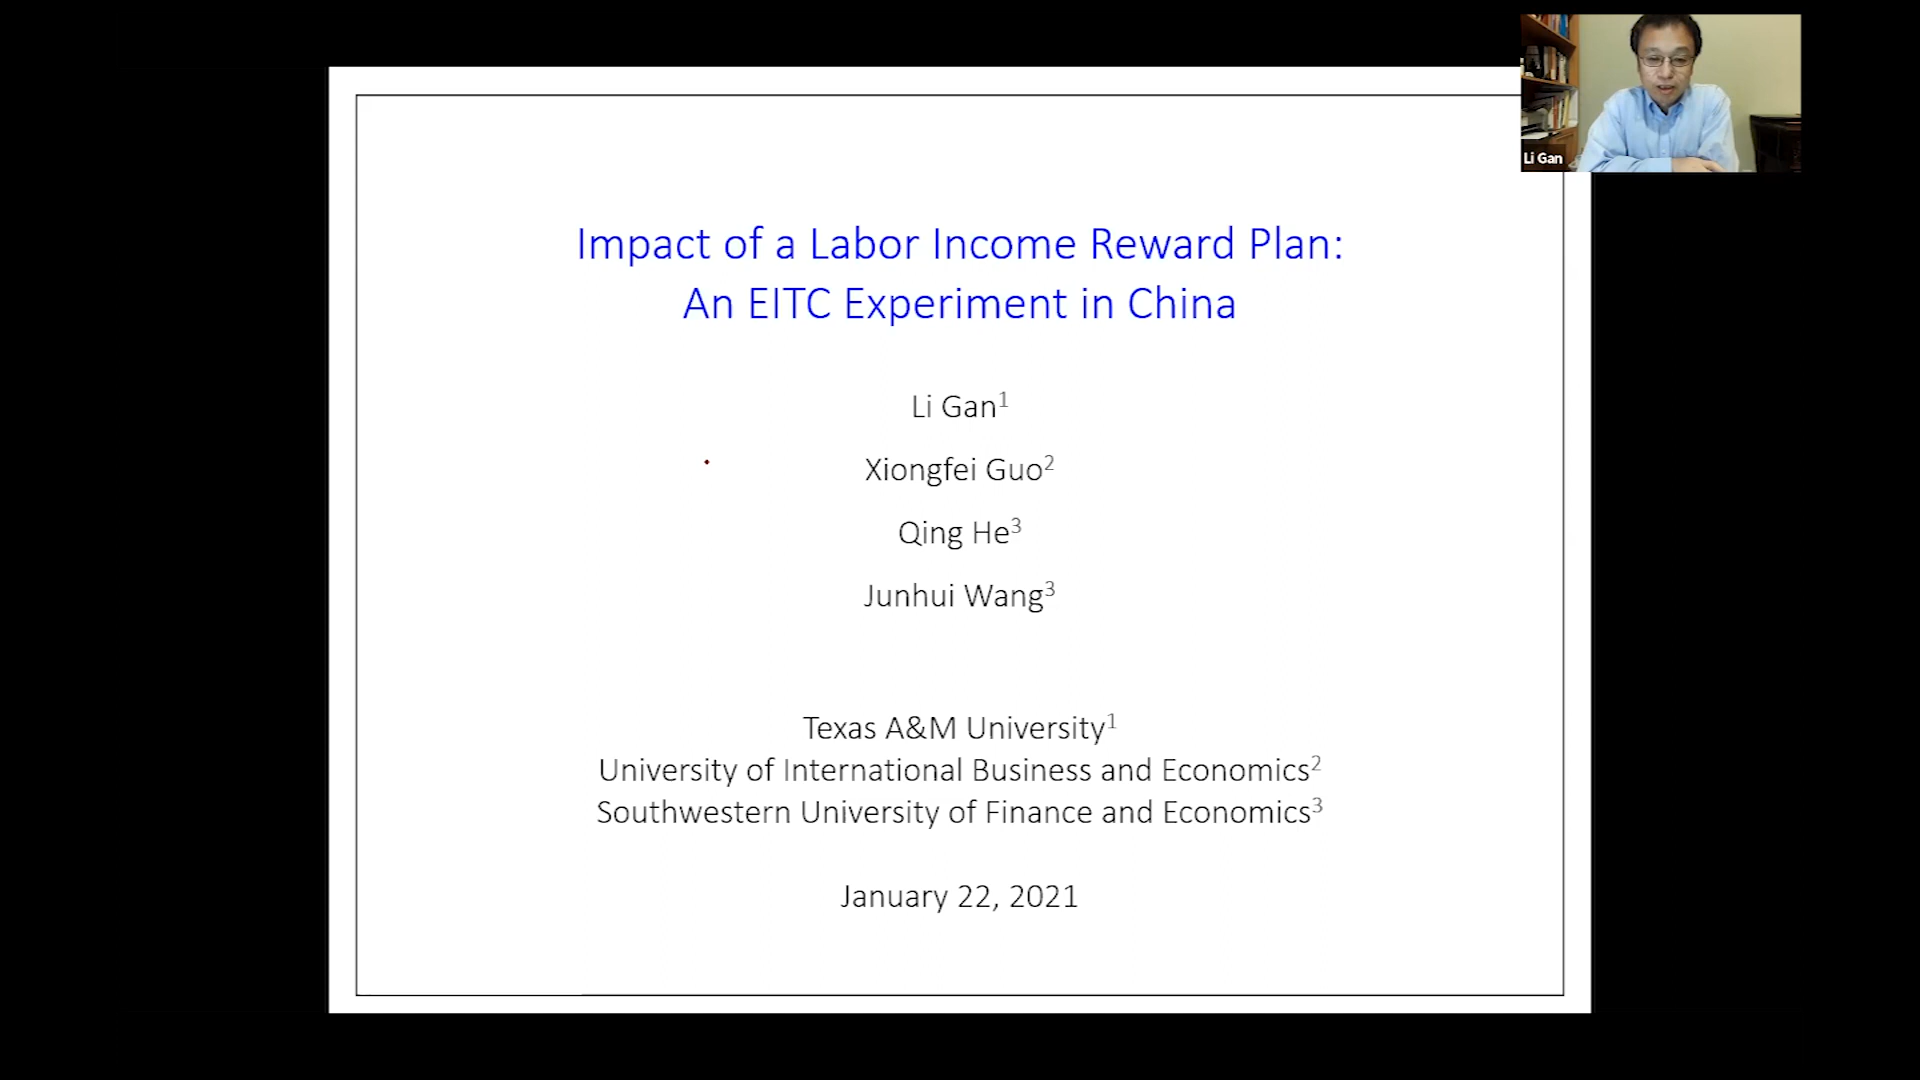 Li Gan
Impact of a Labor Income Reward Plan:
An EITC Experiment in China
Li Gan¹
Xiongfei Guo²
Qing He³
Junhui Wang³
Texas A&M University¹
University of International Business and Economics²
Southwestern University of Finance and Economics³
January 22, 2021